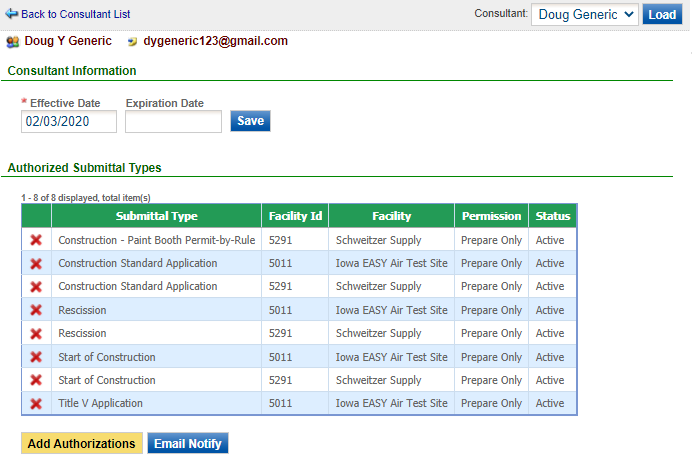 Back to Consultant List Consultant: Doug Generic Load
Doug Y Generic dygeneric123@gmail.com
Consultant Information
* Effective Date Expiration Date
02/03/2020 Save
Authorized Submittal Types
1 - 8 of 8 displayed, total item(s)
Submittal Type Facility Id Facility Permission Status
Construction - Paint Booth Permit-by-Rule 5291 Schweitzer Supply Prepare Only Active
Construction Standard Application 5011 Iowa EASY Air Test Site Prepare Only Active
Construction Standard Application 5291 Schweitzer Supply Prepare Only Active
Rescission 5011 Iowa EASY Air Test Site Prepare Only Active
Rescission 5291 Schweitzer Supply Prepare Only Active
Start of Construction 5011 Iowa EASY Air Test Site Prepare Only Active
Start of Construction 5291 Schweitzer Supply Prepare Only Active
Title V Application 5011 Iowa EASY Air Test Site Prepare Only Active
Add Authorizations Email Notify